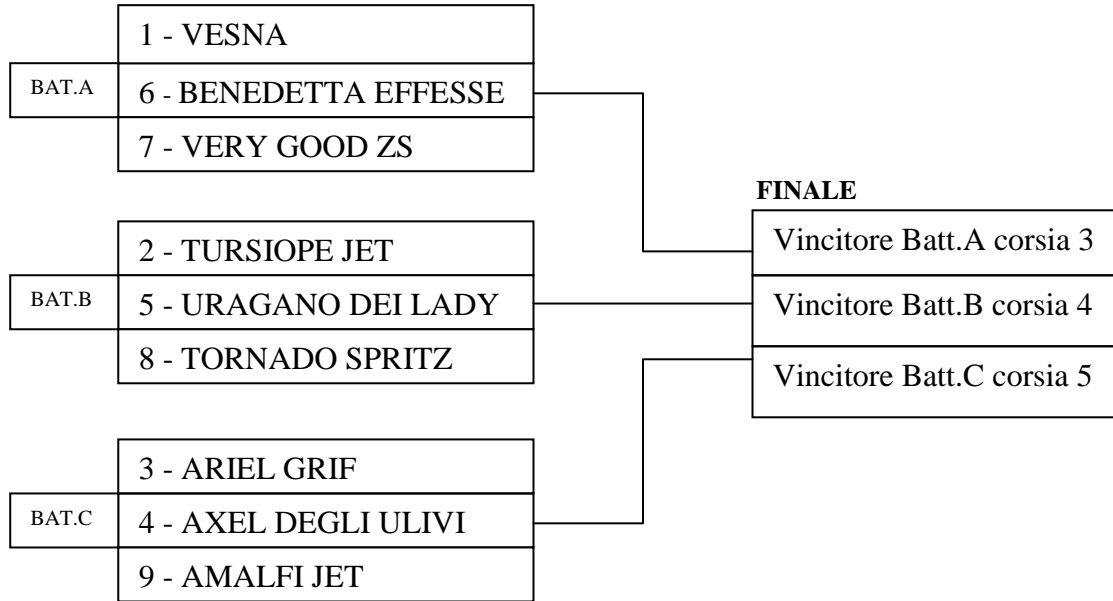 1 - VESNA
BAT.A
6 - BENEDETTA EFFESSE
7 - VERY GOOD ZS
FINALE
Vincitore Batt.A corsia 3
2 - TURSIOPE JET
BAT.B
5 - URAGANO DEI LADY
Vincitore Batt.B corsia 4
8 - TORNADO SPRITZ
Vincitore Batt.C corsia 5
3 - ARIEL GRIF
BAT.C
4 - AXEL DEGLI ULIVI
9 - AMALFI JET